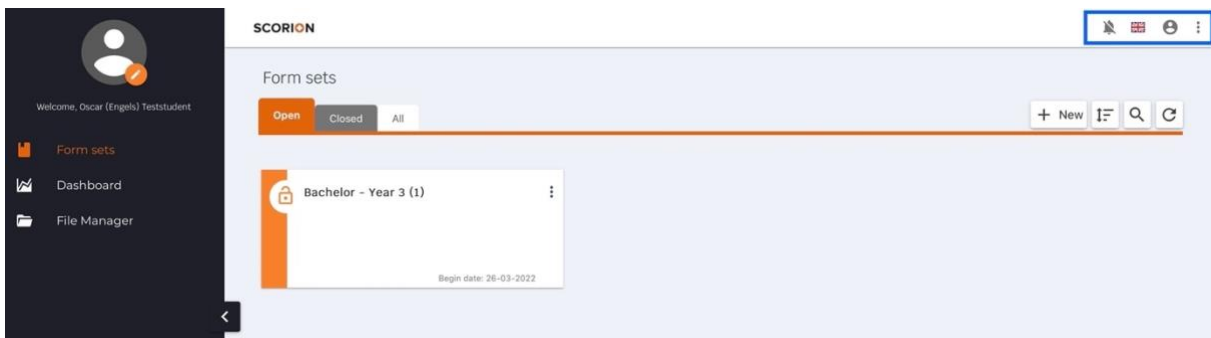 SCORION
Welcome, Oscar (Engels) Teststudent
Form sets
Dashboard
File Manager
Form sets
Open
Closed
All
+ New
Bachelor - Year 3 (1)
Begin date: 26-03-2022